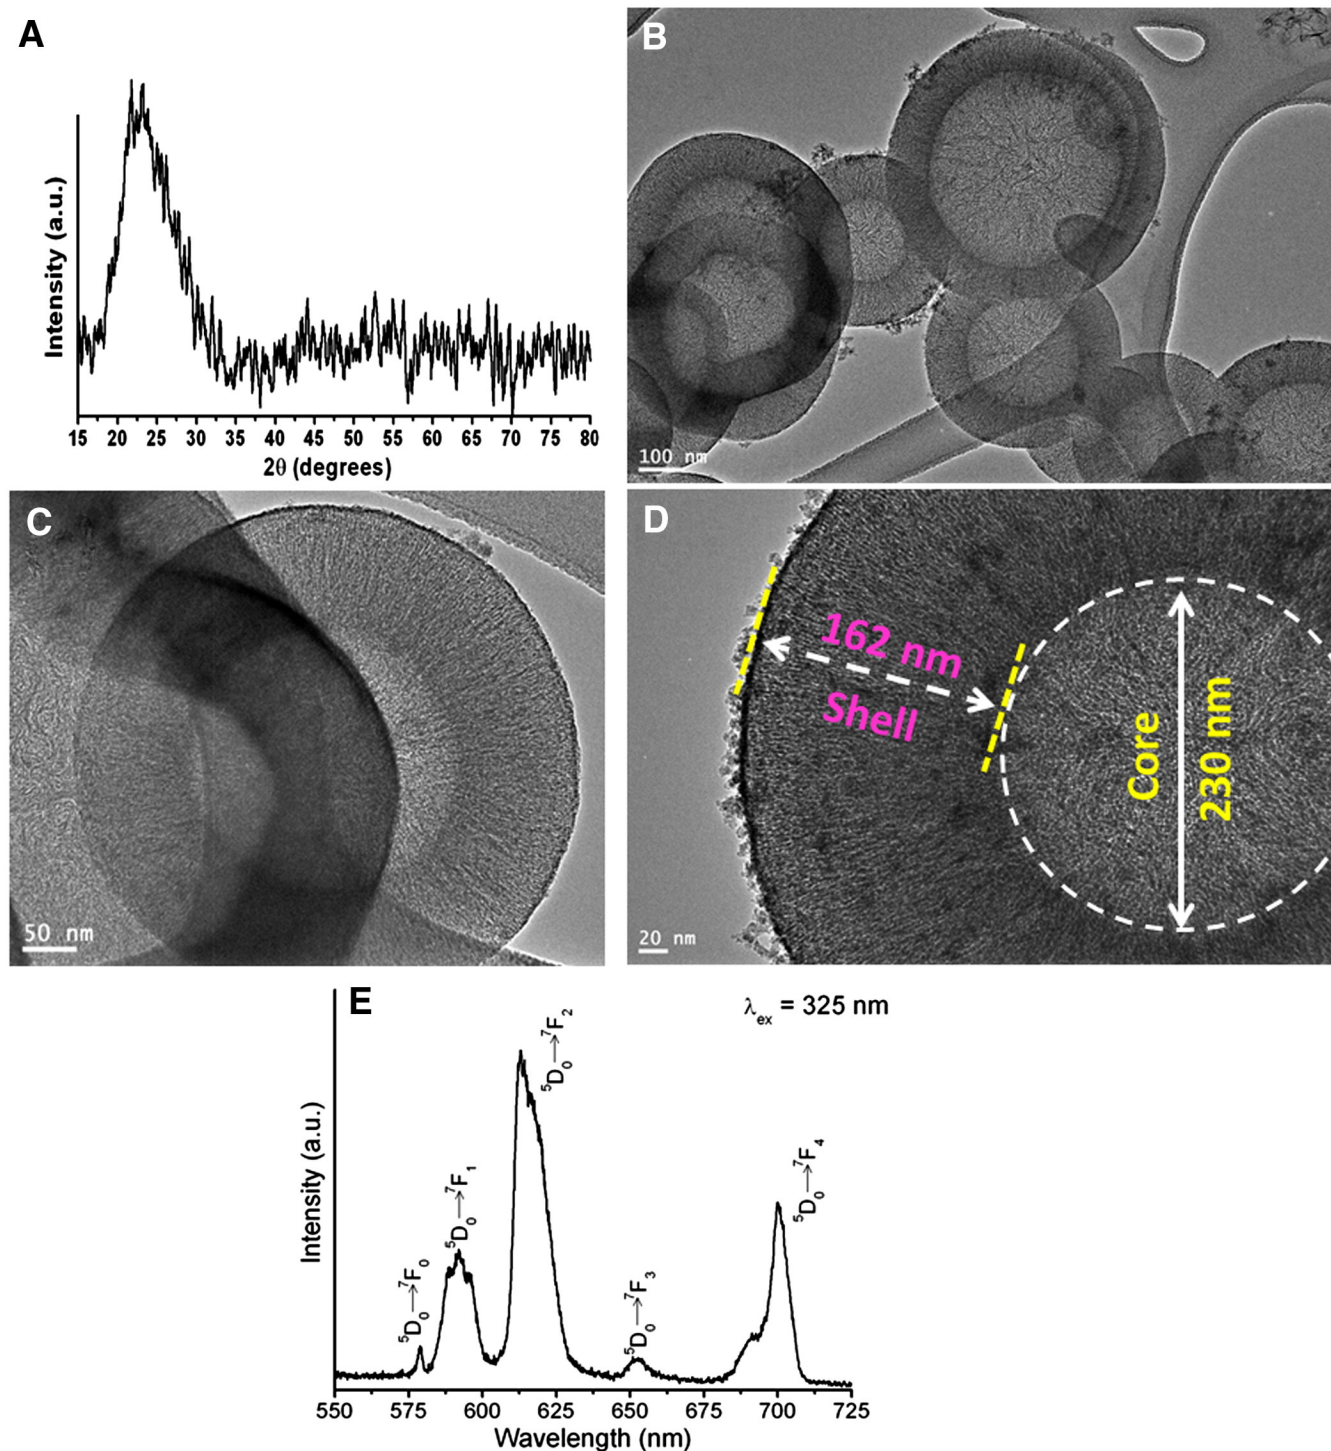 A
Intensity (a.u.)
15 20 25 30 35 40 45 50 55 60 65 70 75 80
2θ (degrees)
B
100 nm
C
50 nm
D
162 nm
Shell
Core
230 nm
20 nm
E
λex = 325 nm
Intensity (a.u.)
⁵D₀→⁷F₀
⁵D₀→⁷F₁
⁵D₀→⁷F₂
⁵D₀→⁷F₃
⁵D₀→⁷F₄
550 575 600 625 650 675 700 725
Wavelength (nm)